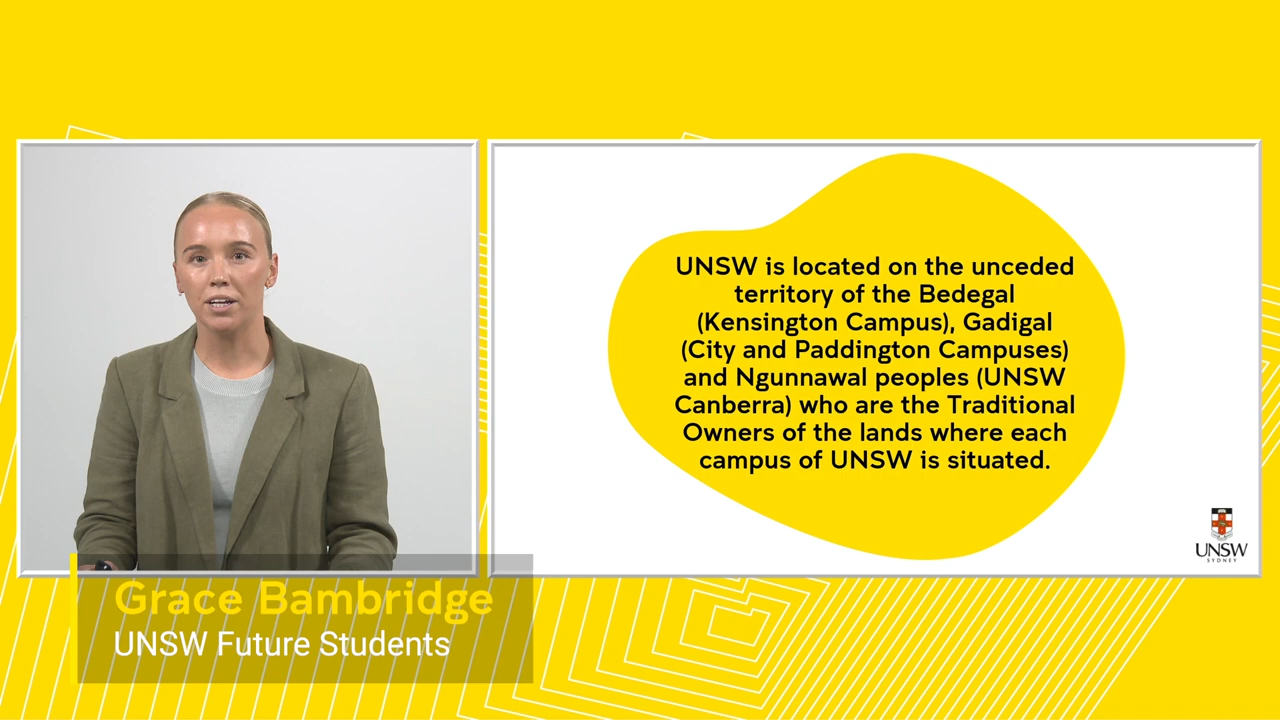 UNSW is located on the unceded
territory of the Bedegal
(Kensington Campus), Gadigal
(City and Paddington Campuses)
and Ngunnawal peoples (UNSW
Canberra) who are the Traditional
Owners of the lands where each
campus of UNSW is situated.
UNSW
SYDNEY
Grace Bambridge
UNSW Future Students